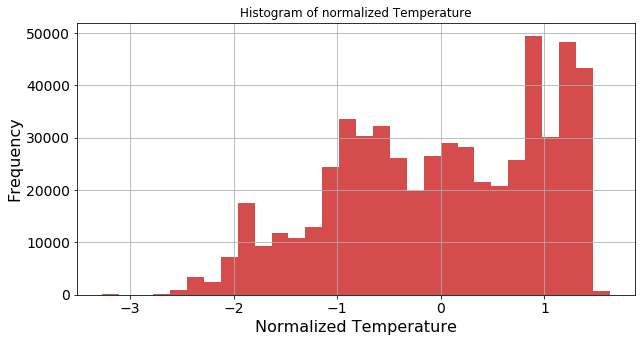 Histogram of normalized Temperature
50000
40000
30000
20000
10000
0
Frequency
−3 −2 −1 0 1
Normalized Temperature